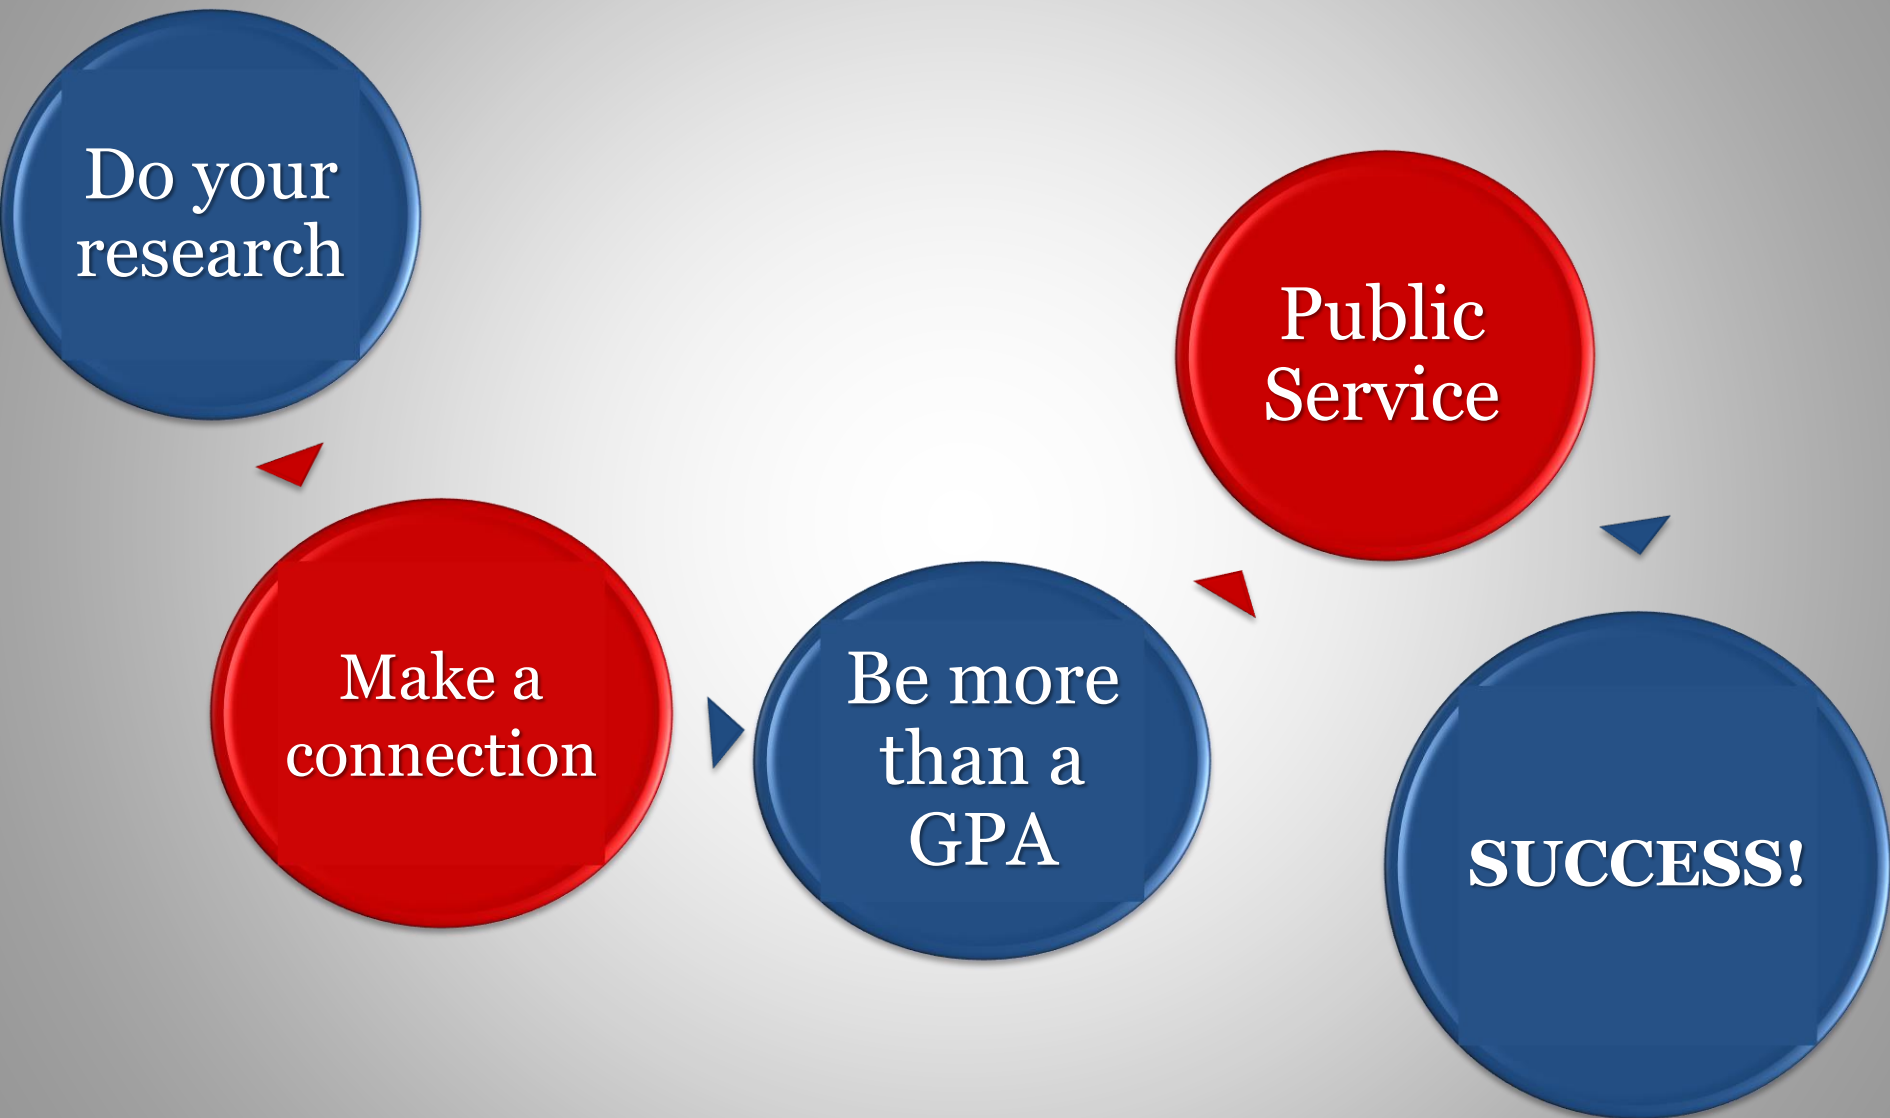 Do your
research
Make a
connection
Be more
than a
GPA
Public
Service
SUCCESS!